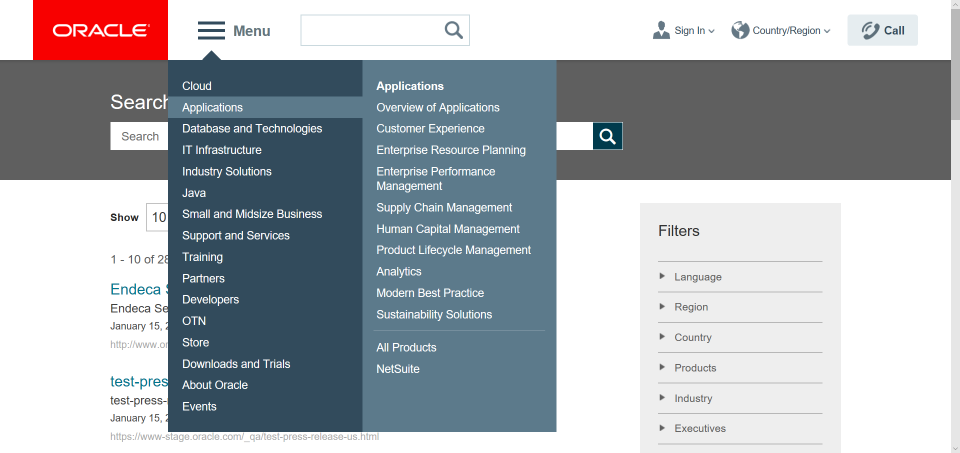 ORACLE
Menu
Sign In
Country/Region
Call
Search
Search
Cloud
Applications
Database and Technologies
IT Infrastructure
Industry Solutions
Java
Small and Midsize Business
Support and Services
Training
Partners
Developers
OTN
Store
Downloads and Trials
About Oracle
Events
Applications
Overview of Applications
Customer Experience
Enterprise Resource Planning
Enterprise Performance
Management
Supply Chain Management
Human Capital Management
Product Lifecycle Management
Analytics
Modern Best Practice
Sustainability Solutions
All Products
NetSuite
Show 10
1 - 10 of 28
Endeca S
Endeca Se
January 15, 2
http://www.or
test-pres
test-press-
January 15, 2
https://www-stage.oracle.com/_qa/test-press-release-us.html
Filters
Language
Region
Country
Products
Industry
Executives